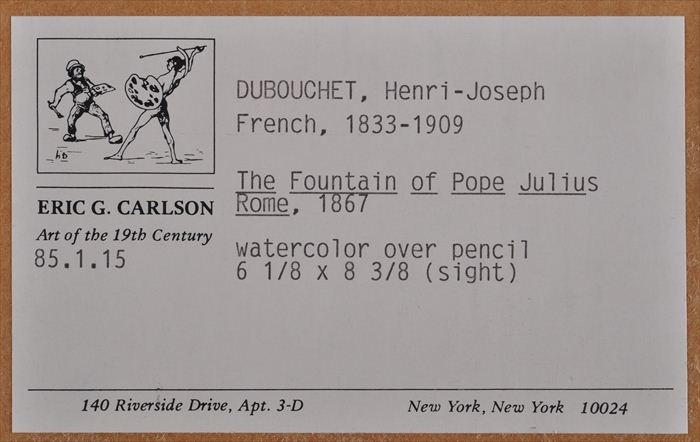 hD
ERIC G. CARLSON
Art of the 19th Century
85.1.15
DUBOUCHET, Henri-Joseph
French, 1833-1909
The Fountain of Pope Julius
Rome, 1867
watercolor over pencil
6 1/8 x 8 3/8 (sight)
140 Riverside Drive, Apt. 3-D New York, New York 10024